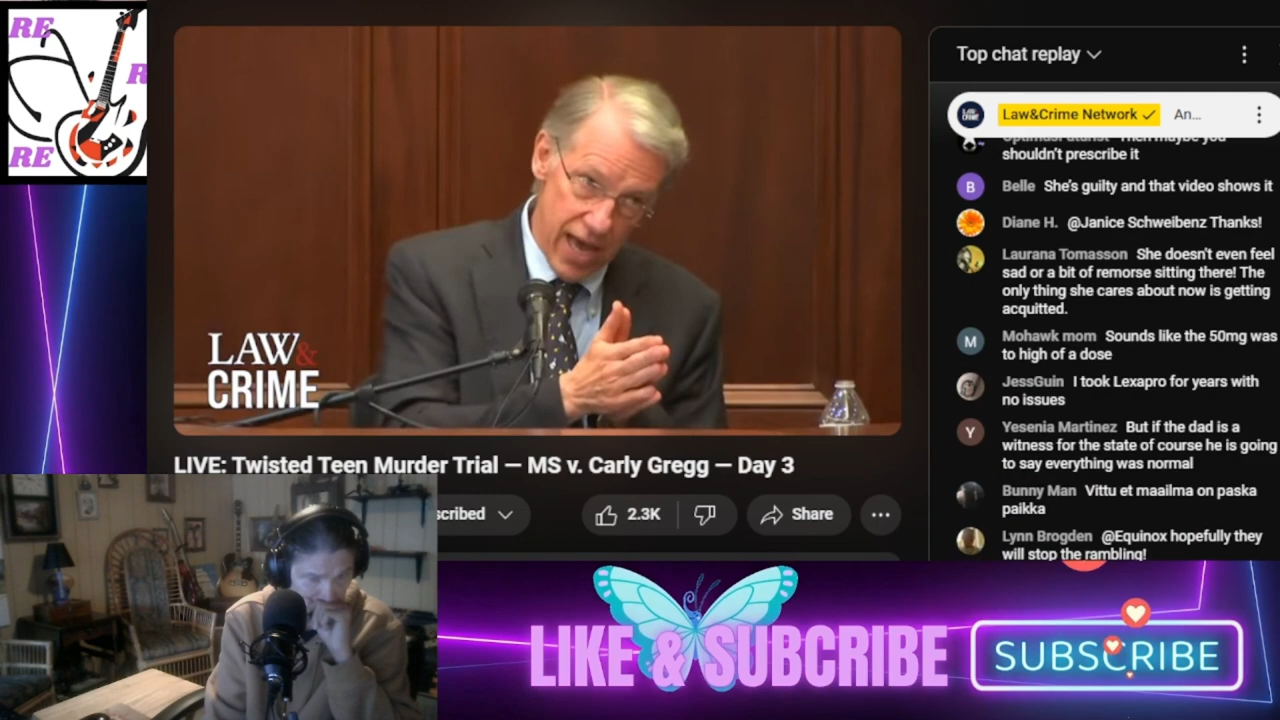 RE
R
RE
LAW&
CRIME
LIVE: Twisted Teen Murder Trial — MS v. Carly Gregg — Day 3
scribed
2.3K
Share
Top chat replay
LAW&
CRIME
Law&Crime Network An...
Then maybe you
shouldn't prescribe it
B
Belle She's guilty and that video shows it
Diane H. @Janice Schweibenz Thanks!
Laurana Tomasson She doesn't even feel
sad or a bit of remorse sitting there! The
only thing she cares about now is getting
acquitted.
M
Mohawk mom Sounds like the 50mg was
to high of a dose
JessGuin I took Lexapro for years with
no issues
Y
Yesenia Martinez But if the dad is a
witness for the state of course he is going
to say everything was normal
Bunny Man Vittu et maailma on paska
paikka
Lynn Brogden @Equinox hopefully they
will stop the rambling!
LIKE & SUBCRIBE
SUBSCRIBE